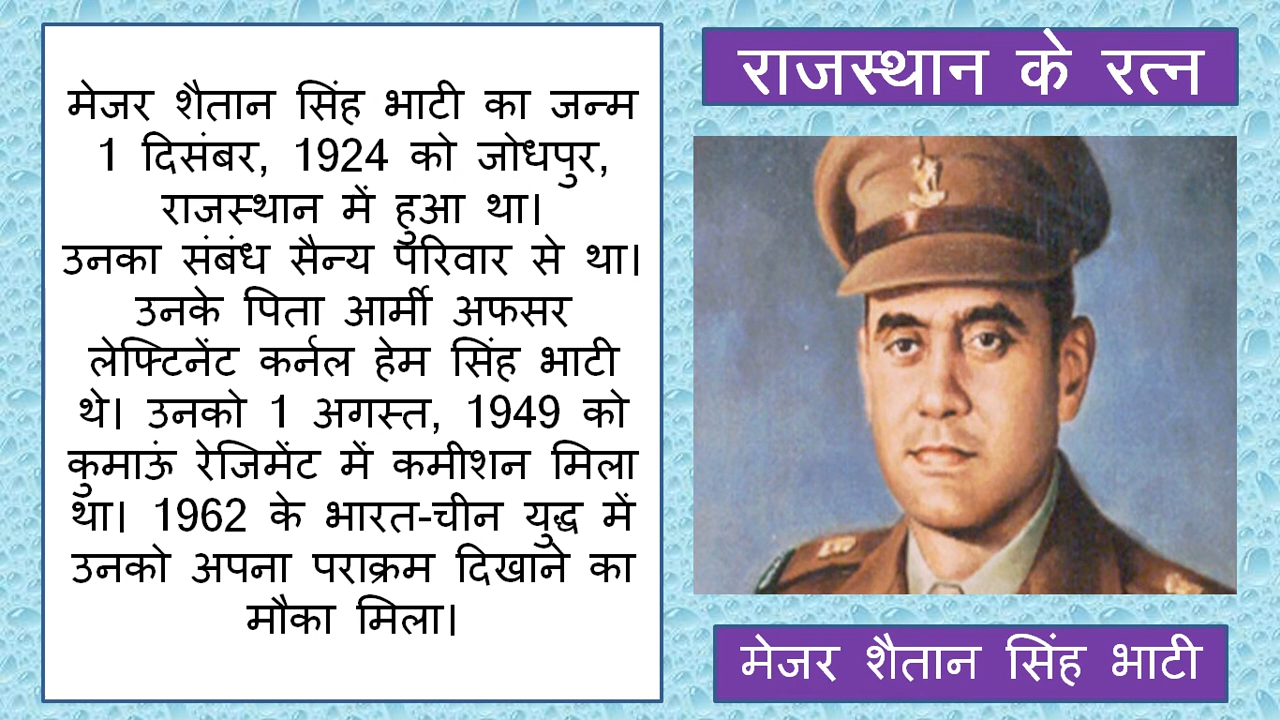 मेजर शैतान सिंह भाटी का जन्म
1 दिसंबर, 1924 को जोधपुर,
राजस्थान में हुआ था।
उनका संबंध सैन्य परिवार से था।
उनके पिता आर्मी अफसर
लेफ्टिनेंट कर्नल हेम सिंह भाटी
थे। उनको 1 अगस्त, 1949 को
कुमाऊं रेजिमेंट में कमीशन मिला
था। 1962 के भारत-चीन युद्ध में
उनको अपना पराक्रम दिखाने का
मौका मिला।
राजस्थान के रत्न
मेजर शैतान सिंह भाटी